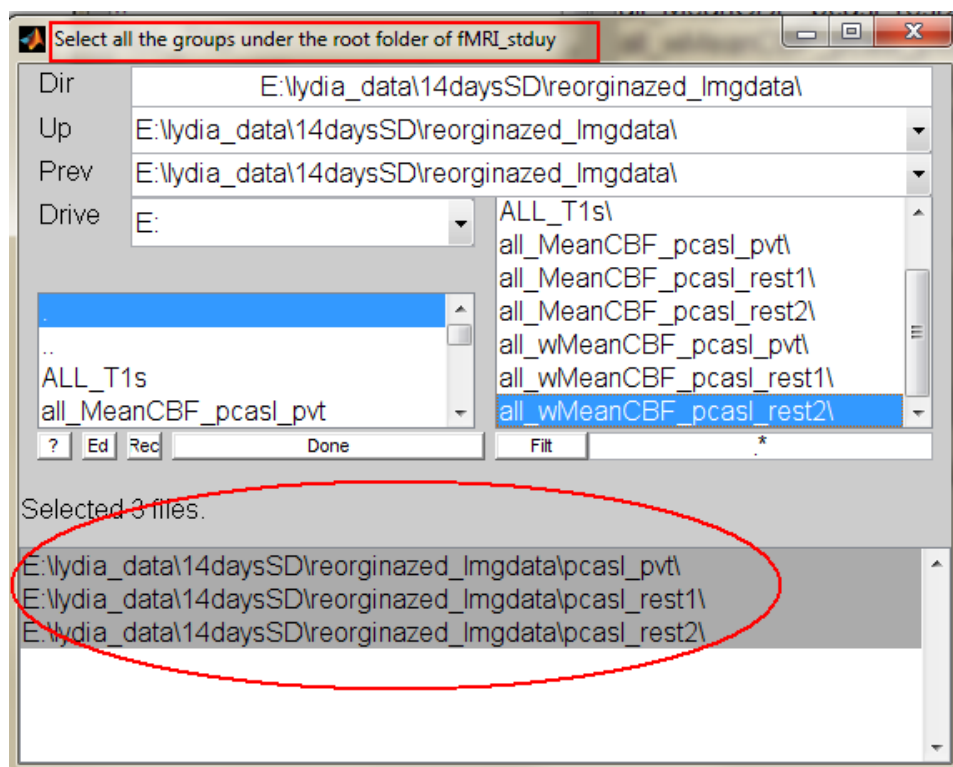 Select all the groups under the root folder of fMRI_stduy
Dir E:\lydia_data\14daysSD\reorginazed_Imgdata\
Up E:\lydia_data\14daysSD\reorginazed_Imgdata\
Prev E:\lydia_data\14daysSD\reorginazed_Imgdata\
Drive E:
ALL_T1s\
all_MeanCBF_pcasl_pvt\
all_MeanCBF_pcasl_rest1\
all_MeanCBF_pcasl_rest2\
all_wMeanCBF_pcasl_pvt\
all_wMeanCBF_pcasl_rest1\
all_wMeanCBF_pcasl_rest2\
.
..
ALL_T1s
all_MeanCBF_pcasl_pvt
? Ed Rec Done Filt .*
Selected 3 files.
E:\lydia_data\14daysSD\reorginazed_Imgdata\pcasl_pvt\
E:\lydia_data\14daysSD\reorginazed_Imgdata\pcasl_rest1\
E:\lydia_data\14daysSD\reorginazed_Imgdata\pcasl_rest2\